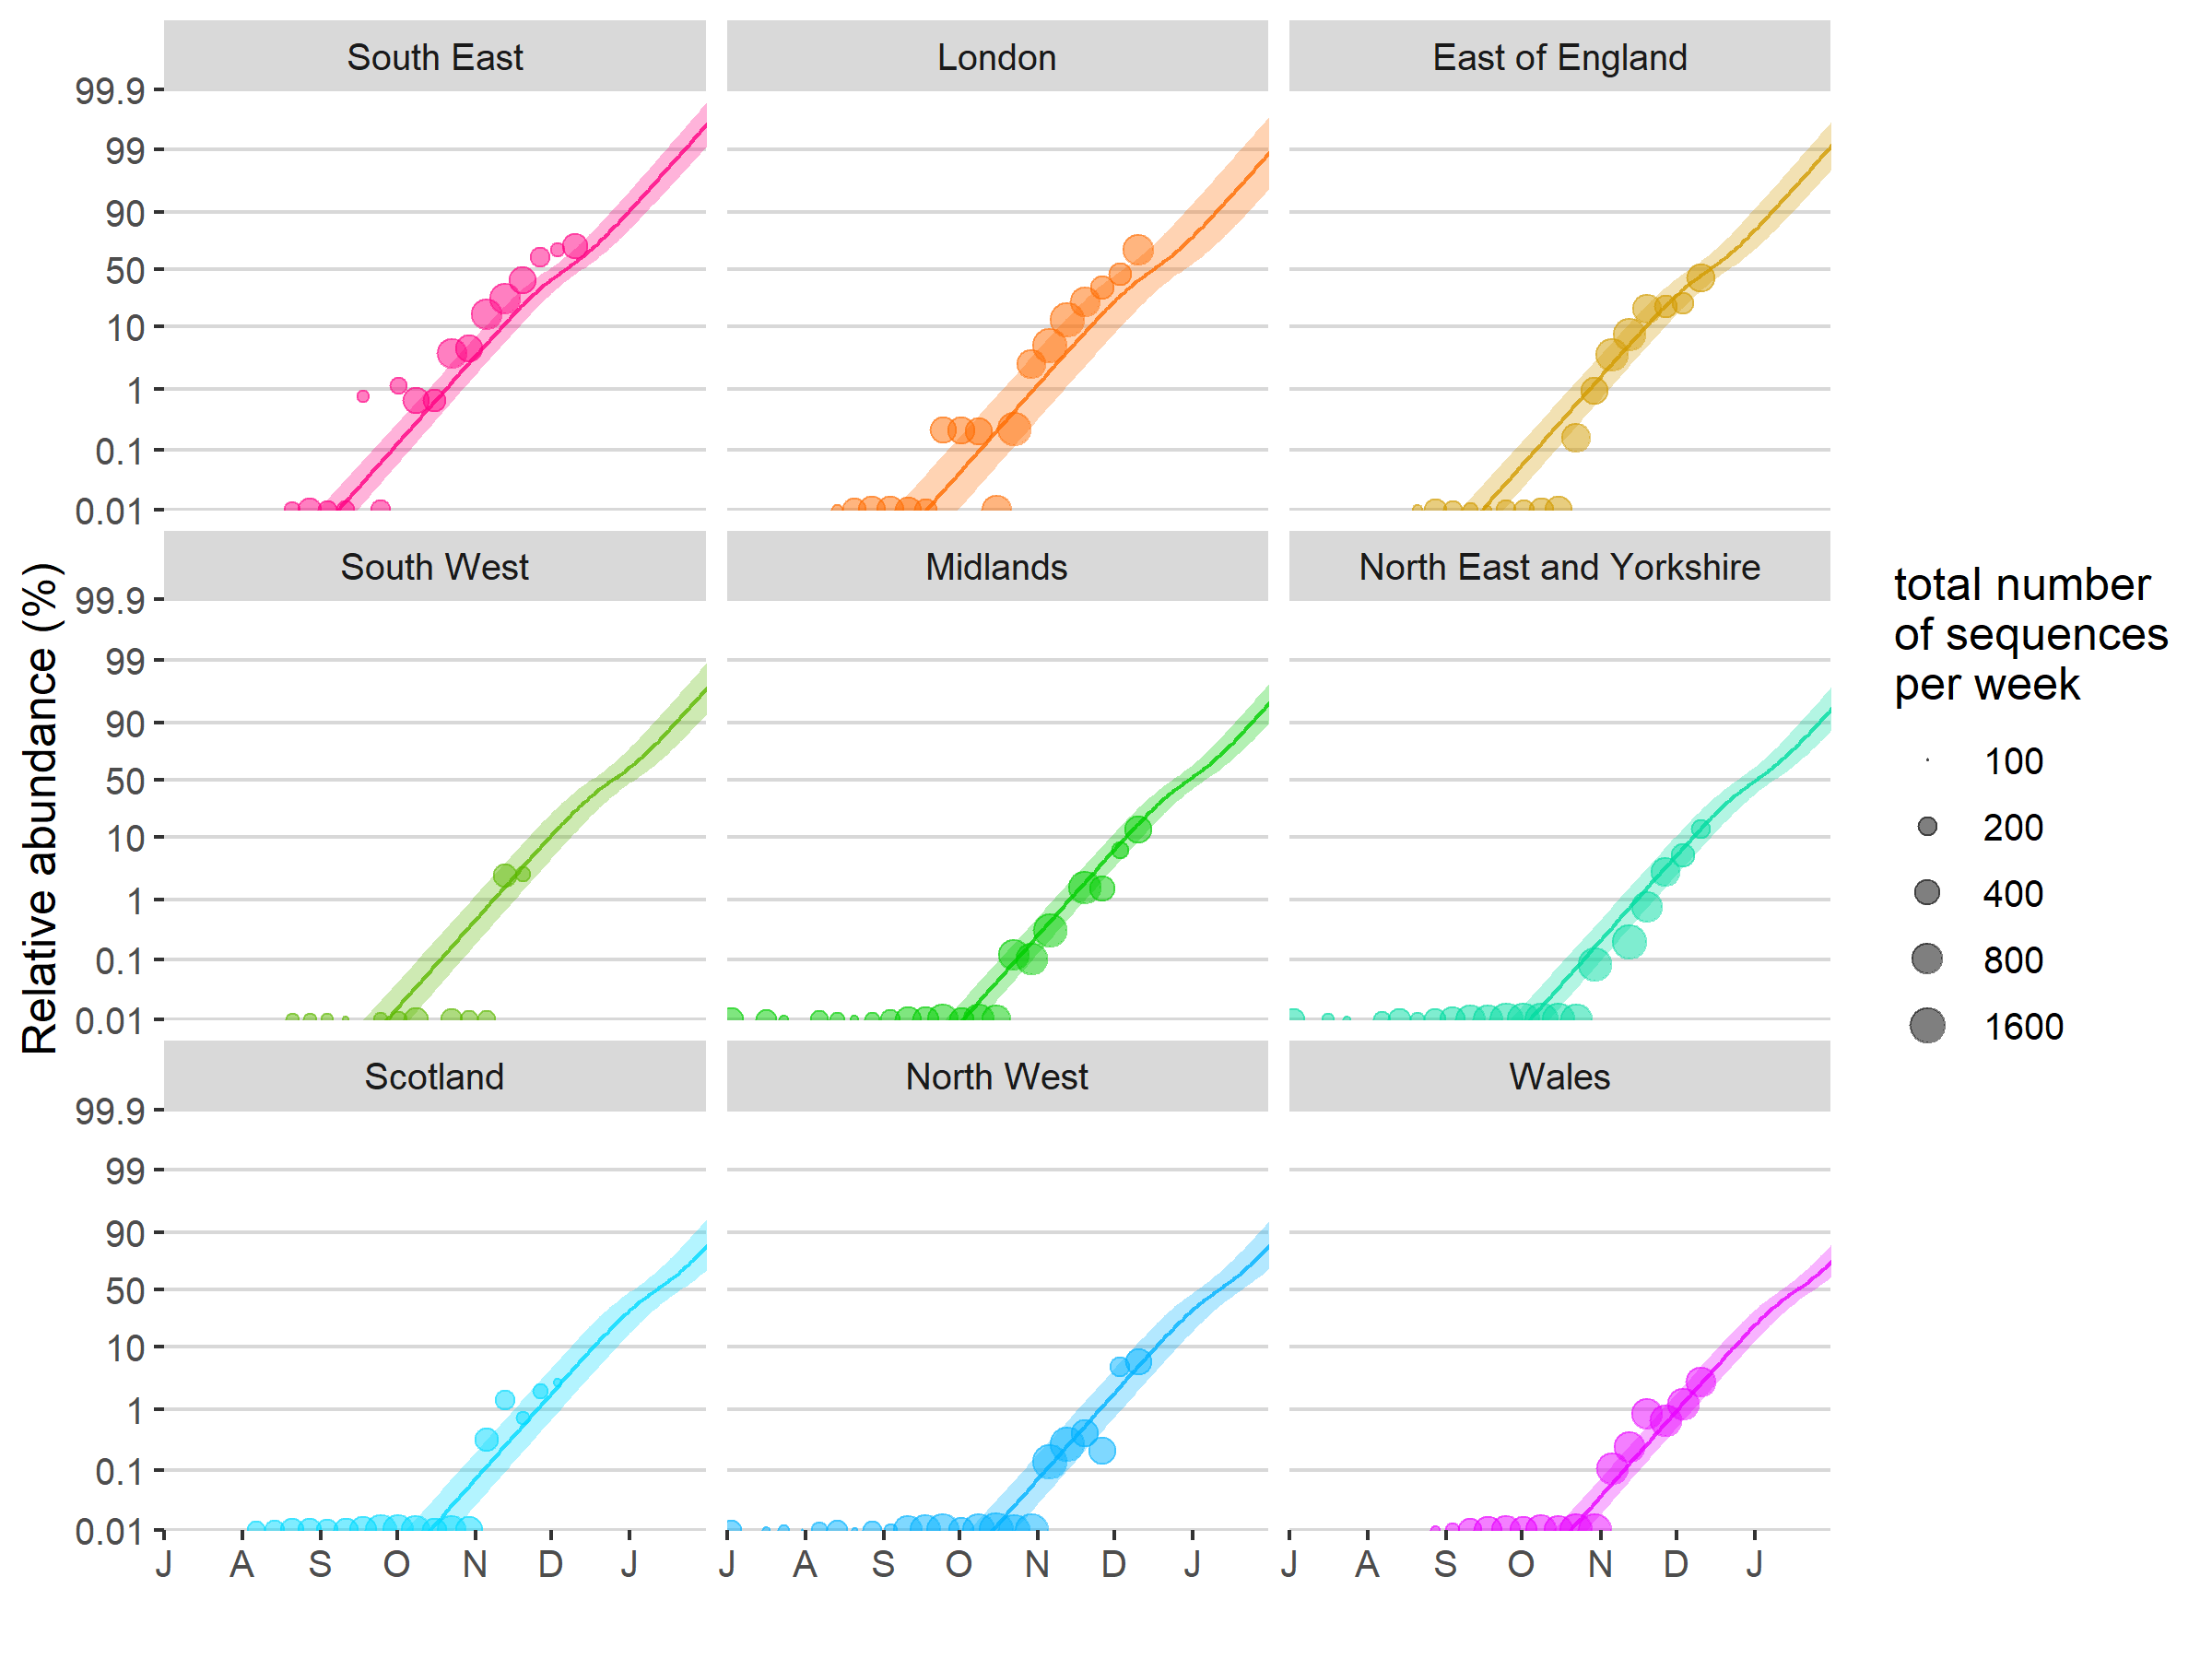 South East
London
East of England
99.9
99
90
50
10
1
0.1
0.01
South West
Midlands
North East and Yorkshire
99.9
99
90
50
10
1
0.1
0.01
Scotland
North West
Wales
99.9
99
90
50
10
1
0.1
0.01
J A S O N D J
J A S O N D J
J A S O N D J
Relative abundance (%)
total number
of sequences
per week
100
200
400
800
1600